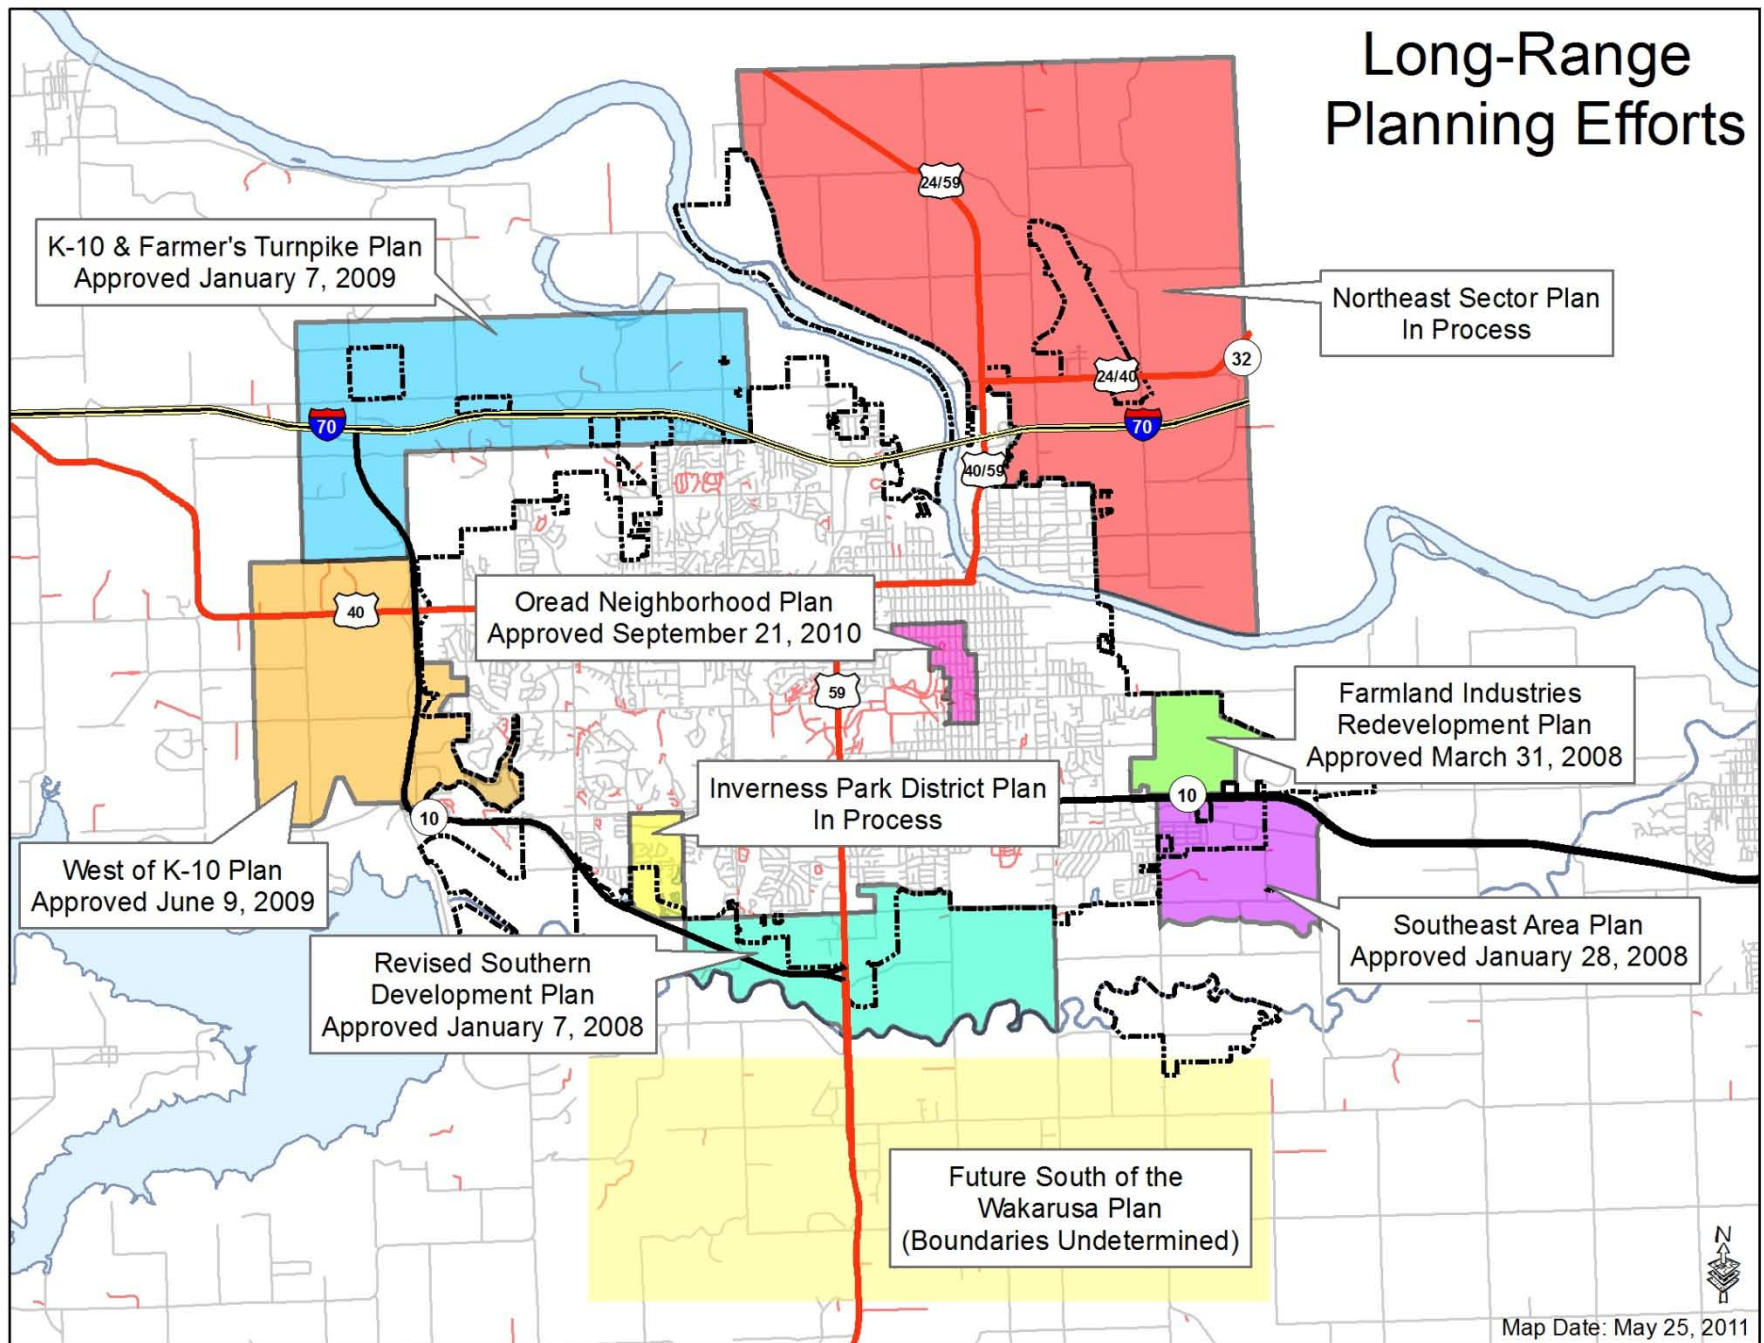 Long-Range
Planning Efforts
24/59
K-10 & Farmer's Turnpike Plan
Approved January 7, 2009
Northeast Sector Plan
In Process
32
24/40
70
70
40/59
40
Oread Neighborhood Plan
Approved September 21, 2010
59
Farmland Industries
Redevelopment Plan
Approved March 31, 2008
Inverness Park District Plan
In Process
10
10
West of K-10 Plan
Approved June 9, 2009
Southeast Area Plan
Approved January 28, 2008
Revised Southern
Development Plan
Approved January 7, 2008
Future South of the
Wakarusa Plan
(Boundaries Undetermined)
N
Map Date: May 25, 2011